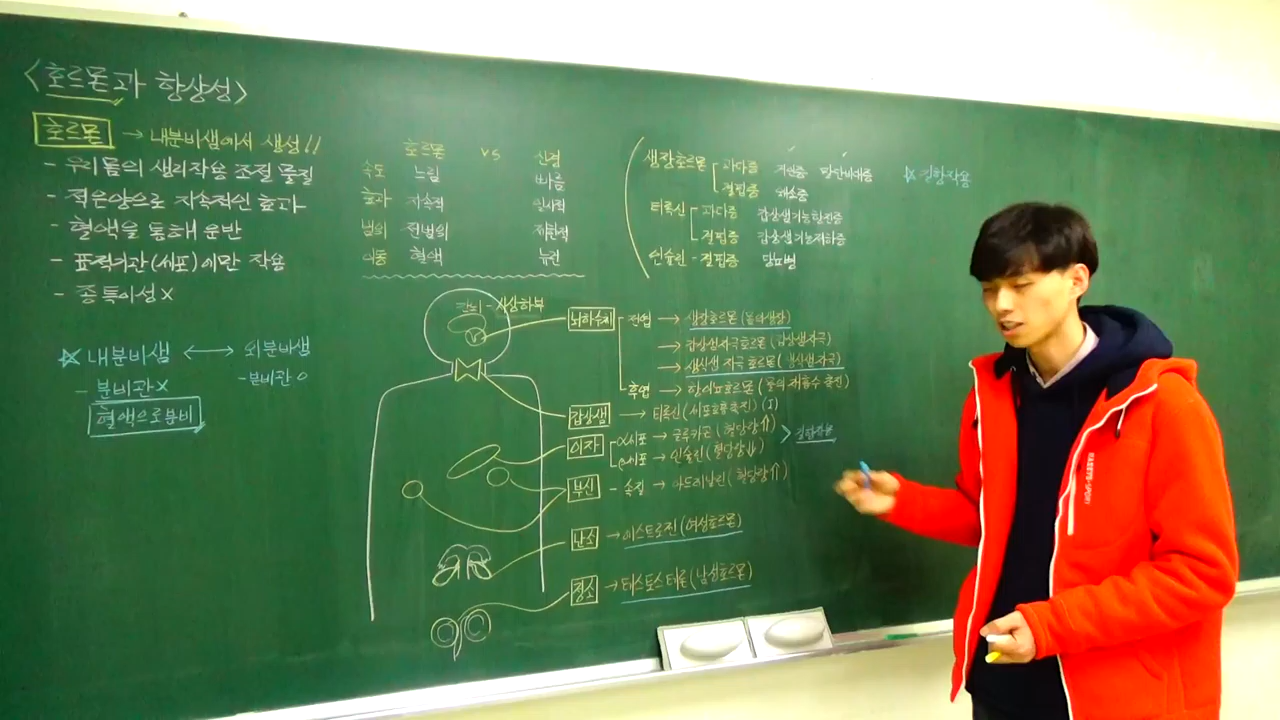 <호르몬과 항상성>
호르몬 → 내분비샘에서 생성!!
- 우리몸의 생리작용 조절 물질
- 적은양으로 지속적인 효과
- 혈액을 통해 운반
- 표적기관(세포)에만 작용
- 종 특이성 X
☆ 내분비샘 ↔ 외분비샘
- 분비관 X
- 분비관 O
혈액으로 분비
호르몬 vs 신경
속도 느림 빠름
효과 지속적 일시적
범위 전범위 제한적
이동 혈액 뉴런
생장호르몬 - 과다증 거인증 말단비대증
결핍증 왜소증
티록신 - 과다증 갑상샘기능항진증
결핍증 갑상샘기능저하증
인슐린 - 결핍증 당뇨병
☆ 길항작용
간뇌 - 시상하부
뇌하수체 전엽 → 생장호르몬 (몸의생장)
→ 갑상샘자극호르몬 (갑상샘자극)
→ 생식샘 자극 호르몬 (생식샘자극)
후엽 → 항이뇨호르몬 (물의 재흡수 촉진)
갑상샘 → 티록신 (세포호흡촉진) (I)
이자 α세포 → 글루카곤 (혈당량⇑)
β세포 → 인슐린 (혈당량⇓)
> 길항작용
부신 - 속질 → 아드레날린 (혈당량⇑)
난소 → 에스트로젠 (여성호르몬)
정소 → 테스토스테론 (남성호르몬)